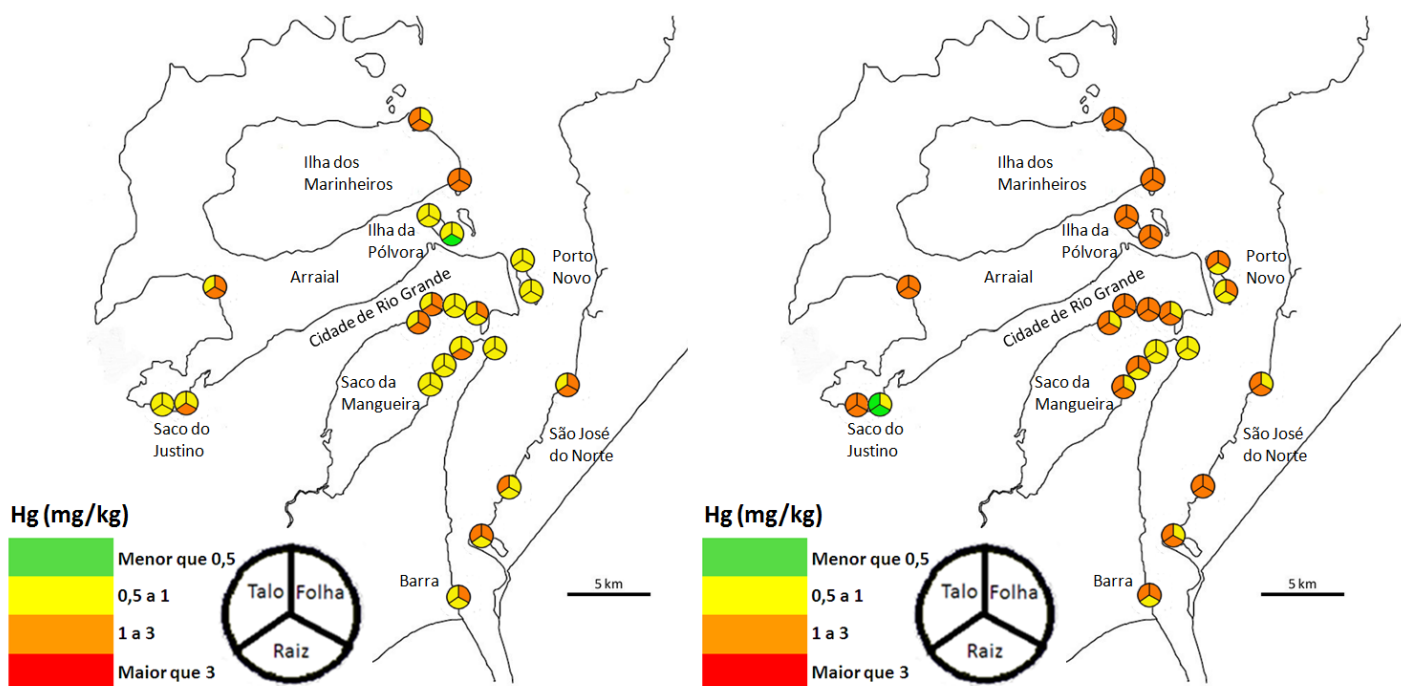 Ilha dos
Marinheiros
Ilha da
Pólvora
Porto
Novo
Arraial
Cidade de Rio Grande
Saco da
Mangueira
Saco do
Justino
São José
do Norte
Hg (mg/kg)
Menor que 0,5
0,5 a 1
1 a 3
Maior que 3
Talo
Folha
Raiz
Barra
5 km
Ilha dos
Marinheiros
Ilha da
Pólvora
Porto
Novo
Arraial
Cidade de Rio Grande
Saco da
Mangueira
Saco do
Justino
São José
do Norte
Hg (mg/kg)
Menor que 0,5
0,5 a 1
1 a 3
Maior que 3
Talo
Folha
Raiz
Barra
5 km